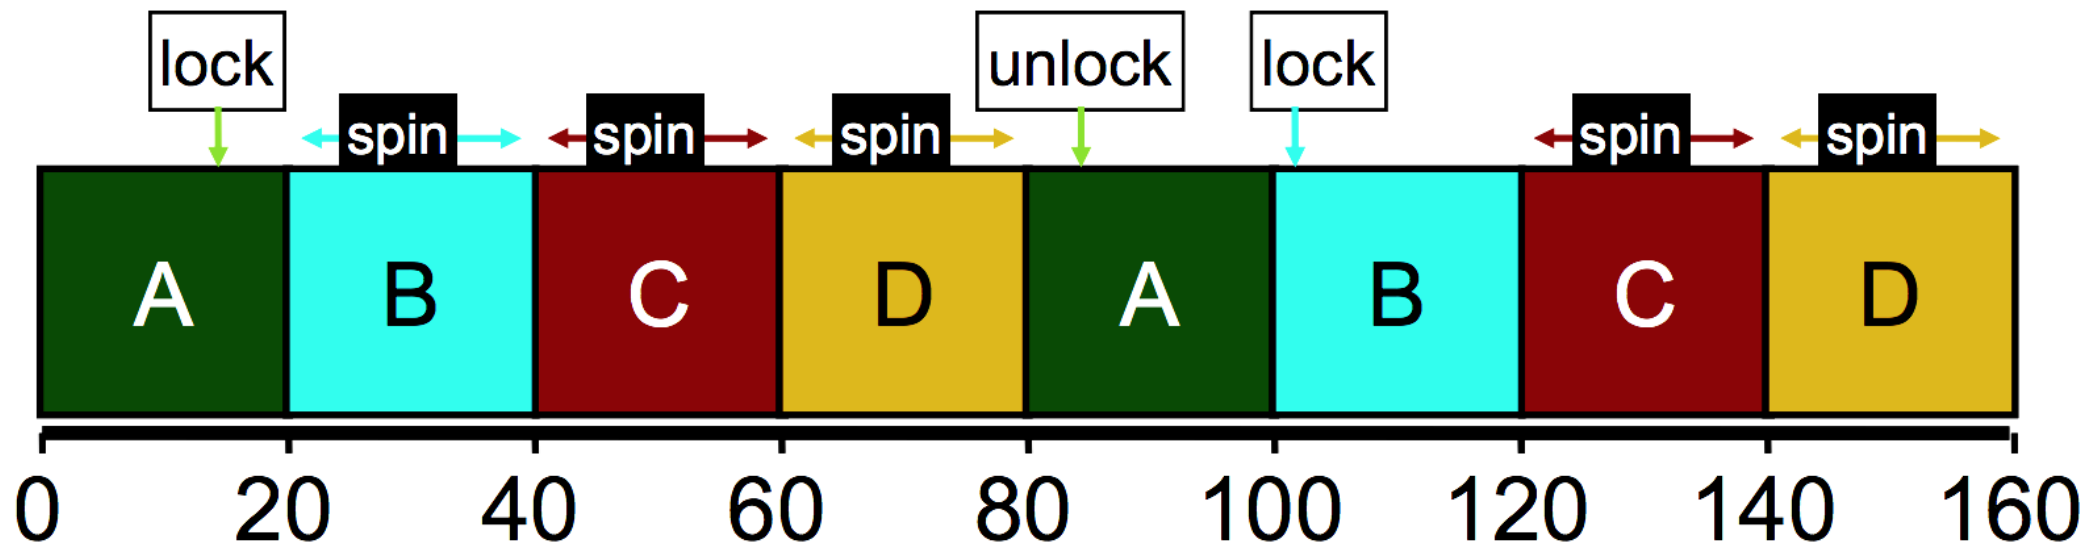 lock unlock lock
spin spin spin spin spin
A B C D A B C D
0 20 40 60 80 100 120 140 160